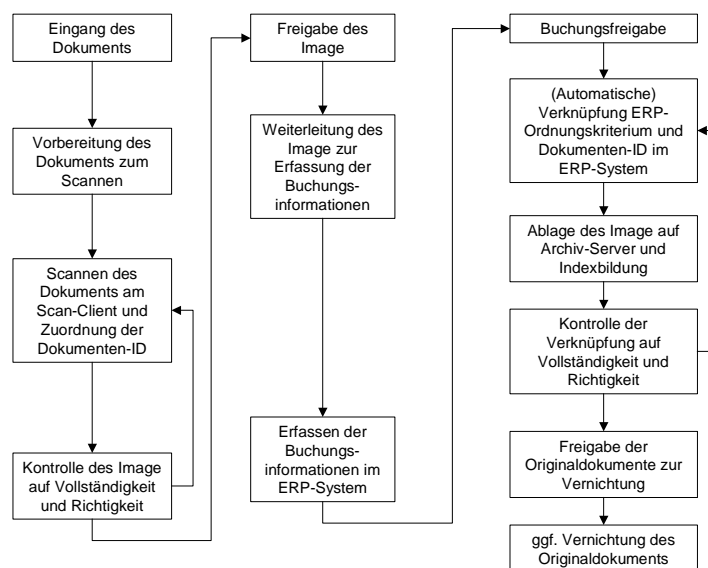 Eingang des
Dokuments
Vorbereitung des
Dokuments zum
Scannen
Scannen des
Dokuments am
Scan-Client und
Zuordnung der
Dokumenten-ID
Kontrolle des Image
auf Vollständigkeit
und Richtigkeit
Freigabe des
Image
Weiterleitung des
Image zur
Erfassung der
Buchungs-
informationen
Erfassen der
Buchungs-
informationen im
ERP-System
Buchungsfreigabe
(Automatische)
Verknüpfung ERP-
Ordnungskriterium und
Dokumenten-ID im
ERP-System
Ablage des Image auf
Archiv-Server und
Indexbildung
Kontrolle der
Verknüpfung auf
Vollständigkeit und
Richtigkeit
Freigabe der
Originaldokumente zur
Vernichtung
ggf. Vernichtung des
Originaldokuments